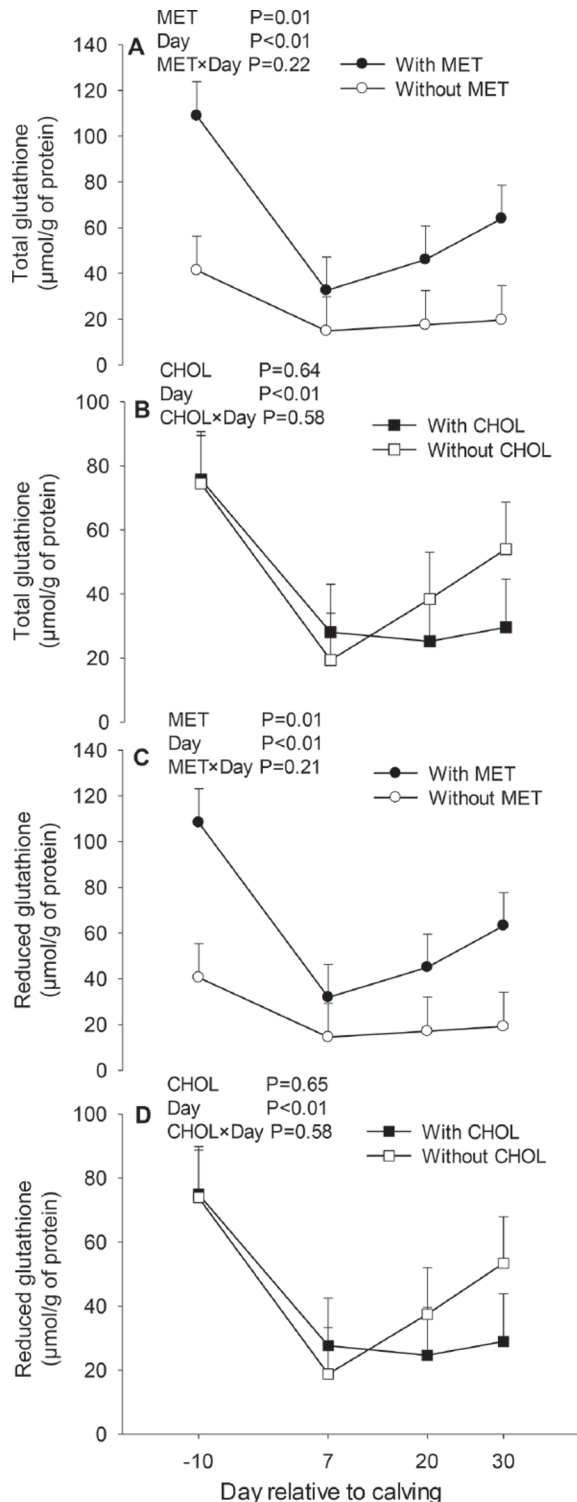 MET P=0.01
Day P<0.01
MET×Day P=0.22
A
With MET
Without MET
140
120
100
80
60
40
20
0
Total glutathione
(µmol/g of protein)
CHOL P=0.64
Day P<0.01
CHOL×Day P=0.58
B
With CHOL
Without CHOL
100
80
60
40
20
0
Total glutathione
(µmol/g of protein)
MET P=0.01
Day P<0.01
MET×Day P=0.21
C
With MET
Without MET
140
120
100
80
60
40
20
0
Reduced glutathione
(µmol/g of protein)
CHOL P=0.65
Day P<0.01
CHOL×Day P=0.58
D
With CHOL
Without CHOL
100
80
60
40
20
0
Reduced glutathione
(µmol/g of protein)
-10 7 20 30
Day relative to calving